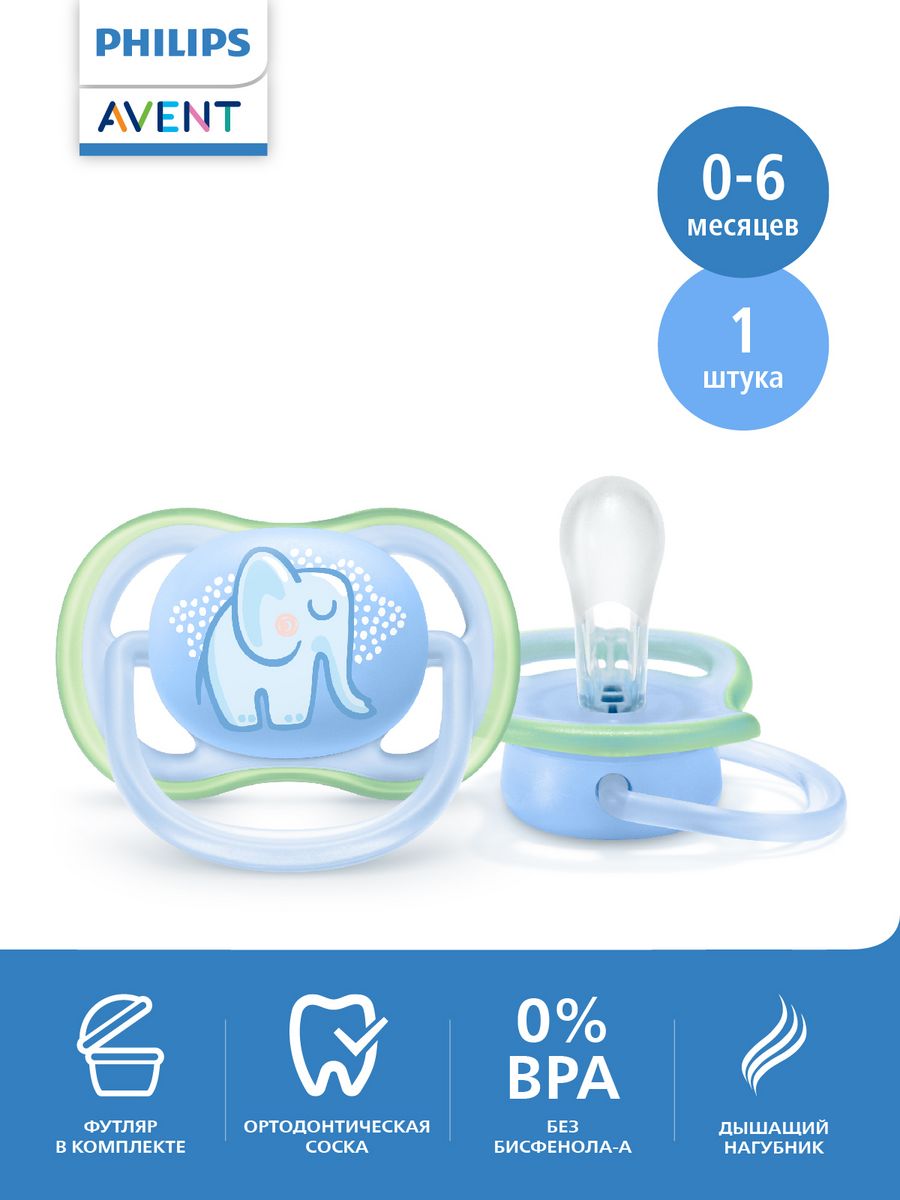 PHILIPS
AVENT
0-6
месяцев
1
штука
ФУТЛЯР
В КОМПЛЕКТЕ
ОРТОДОНТИЧЕСКАЯ
СОСКА
0%
BPA
БЕЗ
БИСФЕНОЛА-А
ДЫШАЩИЙ
НАГУБНИК